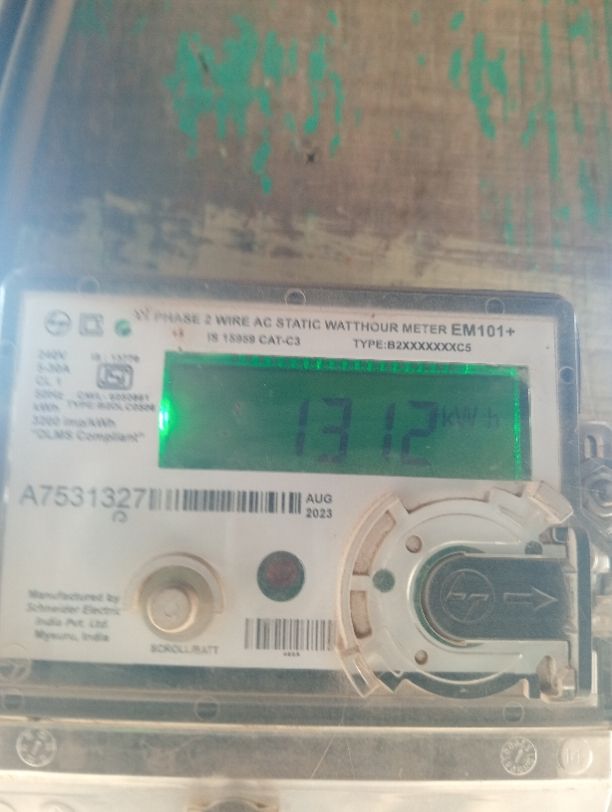 PHASE 2 WIRE AC STATIC WATTHOUR METER EM101+
IS 15959 CAT-C3 TYPE:B2XXXXXXXC5
240V
5-30A
CL 1
50Hz
kWh
3200 imp/kWh
"DLMS Compliant"
1312 kWh
A7531327
AUG
2023
Manufactured by
Schneider Electric
India Pvt. Ltd.
Mysuru, India
SCROLL/BATT